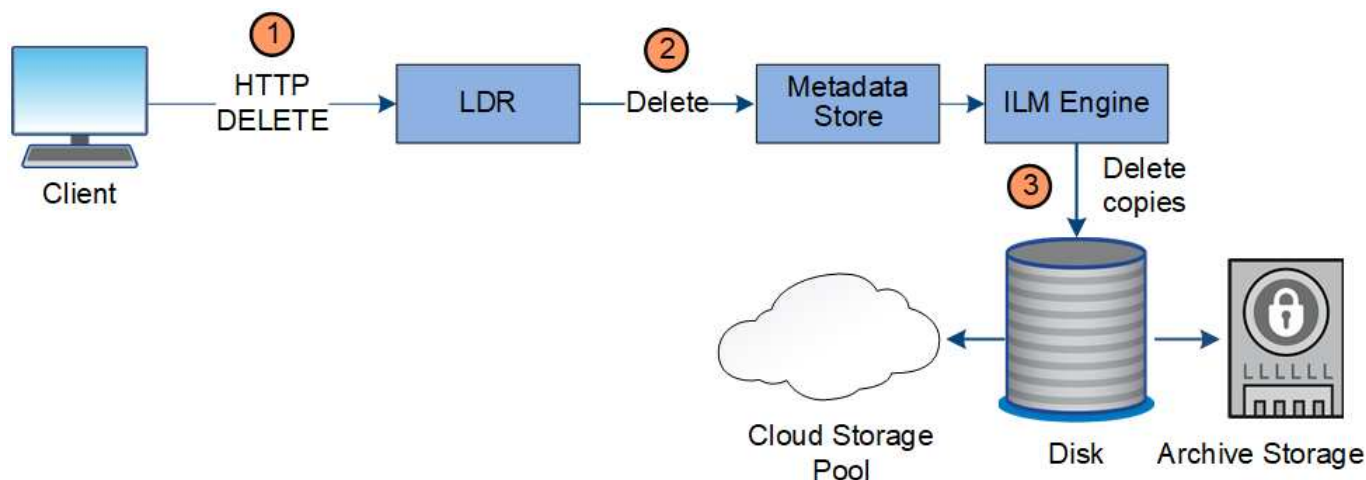 1
HTTP
DELETE
Client
LDR
2
Delete
Metadata
Store
ILM Engine
3
Delete
copies
Cloud Storage
Pool
Disk
LLLLLL
Archive Storage